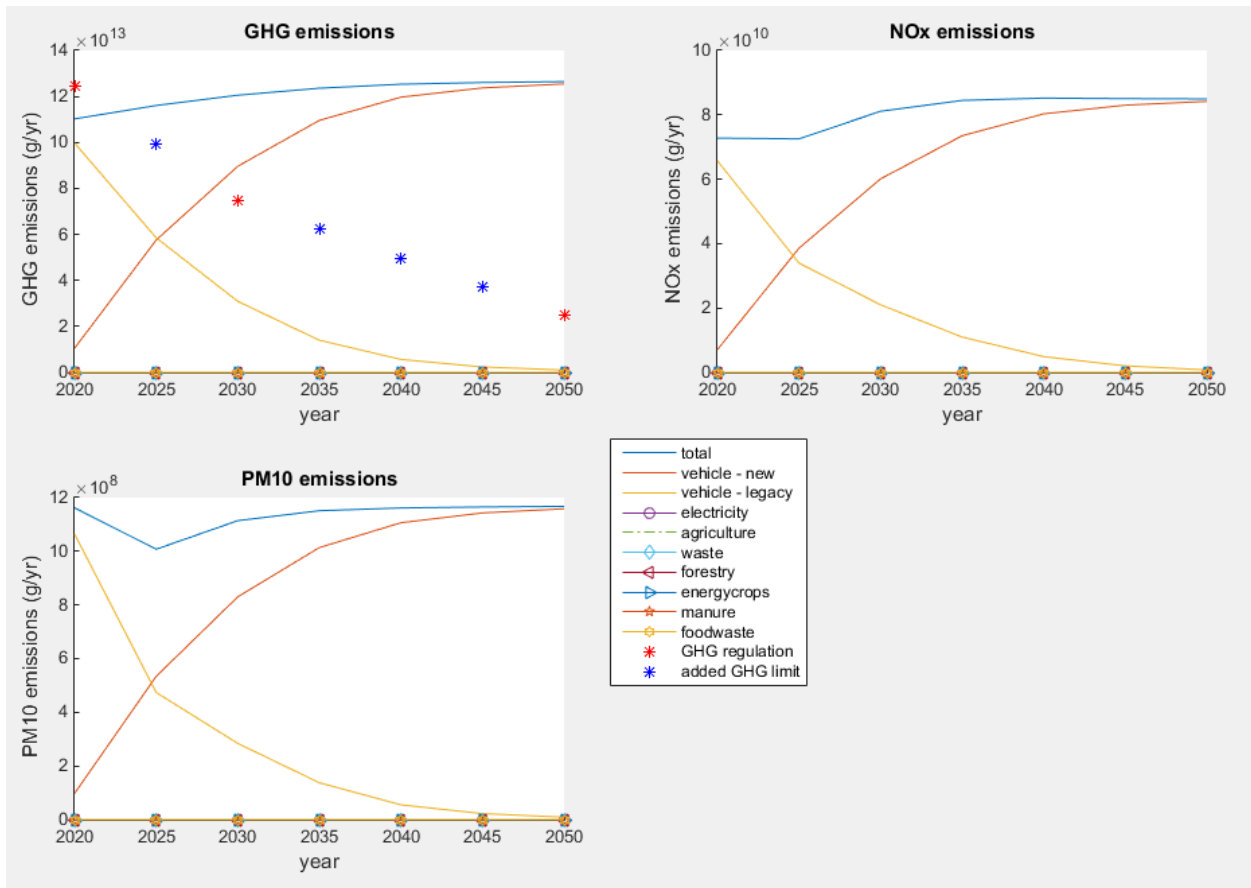 GHG emissions
×10^13
GHG emissions (g/yr)
14
12
10
8
6
4
2
0
2020 2025 2030 2035 2040 2045 2050
year
NOx emissions
×10^10
NOx emissions (g/yr)
10
8
6
4
2
0
2020 2025 2030 2035 2040 2045 2050
year
PM10 emissions
×10^8
PM10 emissions (g/yr)
12
10
8
6
4
2
0
2020 2025 2030 2035 2040 2045 2050
year
total
vehicle - new
vehicle - legacy
electricity
agriculture
waste
forestry
energycrops
manure
foodwaste
GHG regulation
added GHG limit